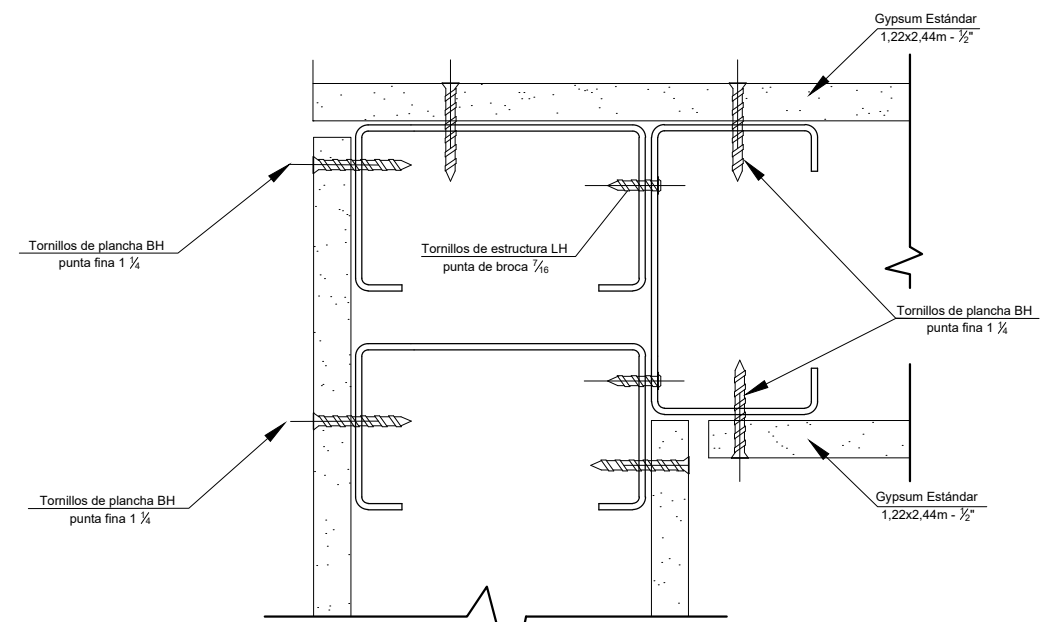 Gypsum Estándar
1,22x2,44m - ½"
Tornillos de plancha BH
punta fina 1 ¼
Tornillos de estructura LH
punta de broca 7/16
Tornillos de plancha BH
punta fina 1 ¼
Tornillos de plancha BH
punta fina 1 ¼
Gypsum Estándar
1,22x2,44m - ½"